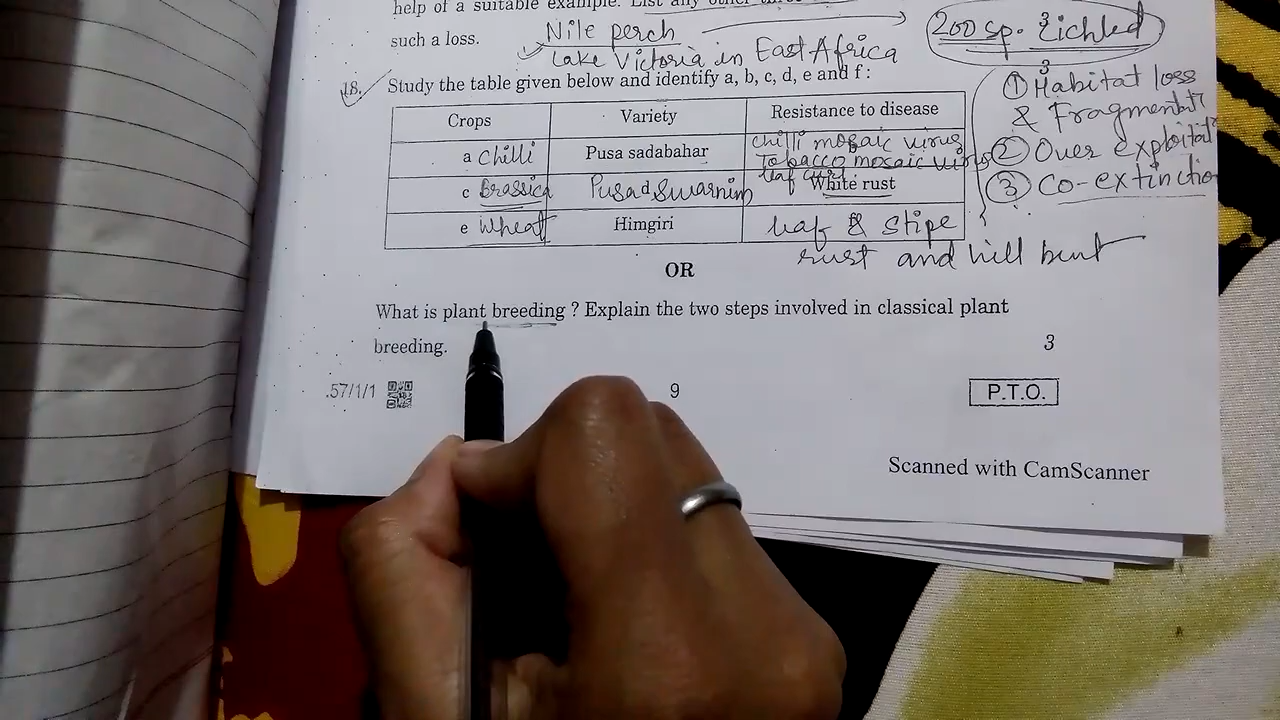 help of a suitable example. List any other three
such a loss. Nile perch 3
200 sp. Cichled
Lake Victoria in East Africa
18. Study the table given below and identify a, b, c, d, e and f : 3
Crops Variety Resistance to disease
a Chilli Pusa sadabahar chilli mosaic virus
Tobacco mosaic virus
leaf curl
c Brassica Pusa d Swarnim White rust
e Wheat Himgiri leaf & stipe
rust and hill bunt
① Habitat loss
& Fragment
② Over exploitat
③ Co-extinction
OR
What is plant breeding ? Explain the two steps involved in classical plant
breeding. 3
.57/1/1 9 P.T.O.
Scanned with CamScanner